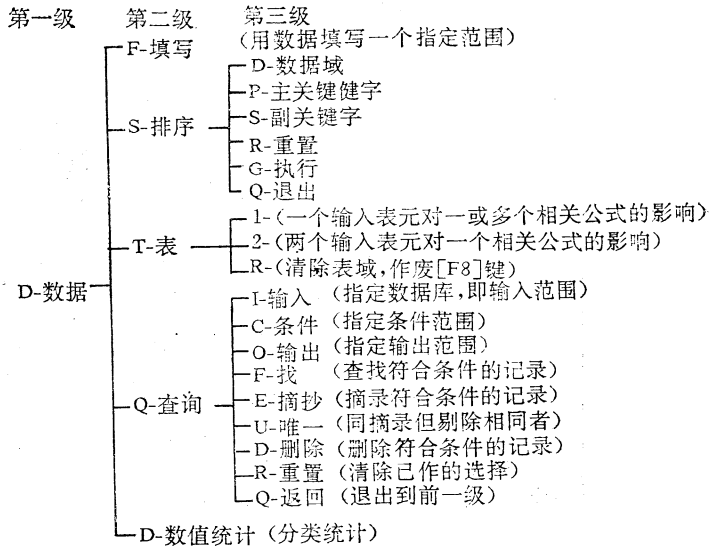 第一级 第二级 第三级
F-填写 (用数据填写一个指定范围)
D-数据域
P-主关键健字
S-排序 S-副关键字
R-重置
G-执行
Q-退出
1-(一个输入表元对一或多个相关公式的影响)
T-表 2-(两个输入表元对一个相关公式的影响)
R-(清除表域,作废[F8]键)
D-数据 I-输入 (指定数据库,即输入范围)
C-条件 (指定条件范围)
O-输出 (指定输出范围)
F-找 (查找符合条件的记录)
Q-查询 E-摘抄 (摘录符合条件的记录)
U-唯一 (同摘录但剔除相同者)
D-删除 (删除符合条件的记录)
R-重置 (清除已作的选择)
Q-返回 (退出到前一级)
D-数值统计 (分类统计)